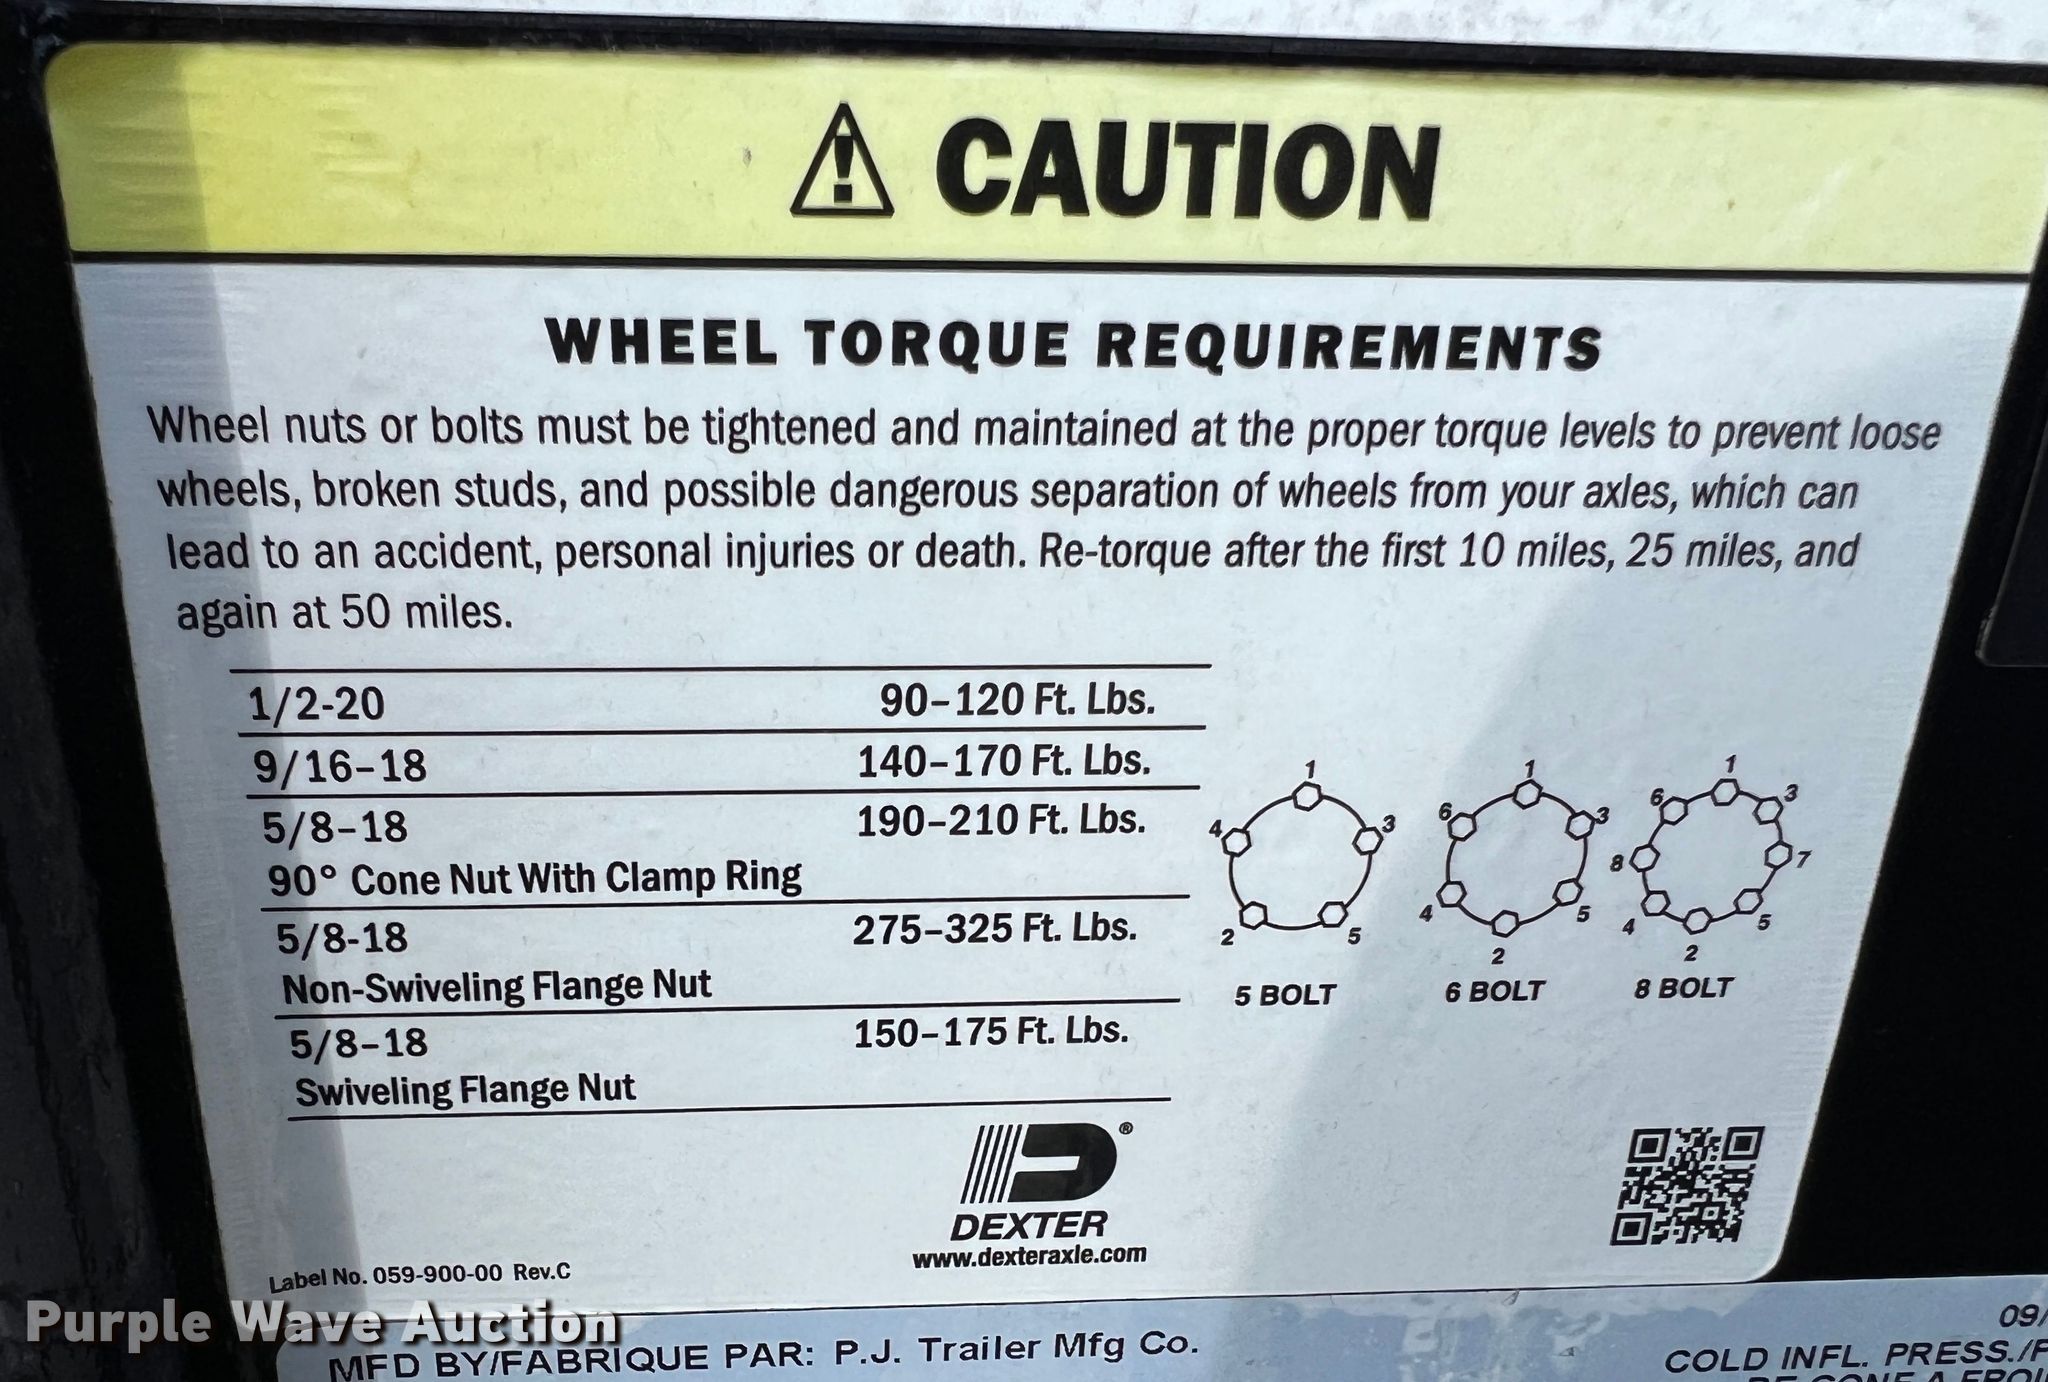 CAUTION
WHEEL TORQUE REQUIREMENTS
Wheel nuts or bolts must be tightened and maintained at the proper torque levels to prevent loose
wheels, broken studs, and possible dangerous separation of wheels from your axles, which can
lead to an accident, personal injuries or death. Re-torque after the first 10 miles, 25 miles, and
again at 50 miles.
1/2-20 90–120 Ft. Lbs.
9/16–18 140–170 Ft. Lbs.
5/8–18 190–210 Ft. Lbs.
90° Cone Nut With Clamp Ring
5/8-18 275–325 Ft. Lbs.
Non-Swiveling Flange Nut
5/8–18 150–175 Ft. Lbs.
Swiveling Flange Nut
1 3 5 2 4
5 BOLT
1 3 5 2 4 6
6 BOLT
1 3 7 5 2 4 8 6
8 BOLT
®
DEXTER
www.dexteraxle.com
Label No. 059-900-00 Rev.C
Purple Wave Auction
MFD BY/FABRIQUE PAR: P.J. Trailer Mfg Co.
09/
COLD INFL. PRESS./